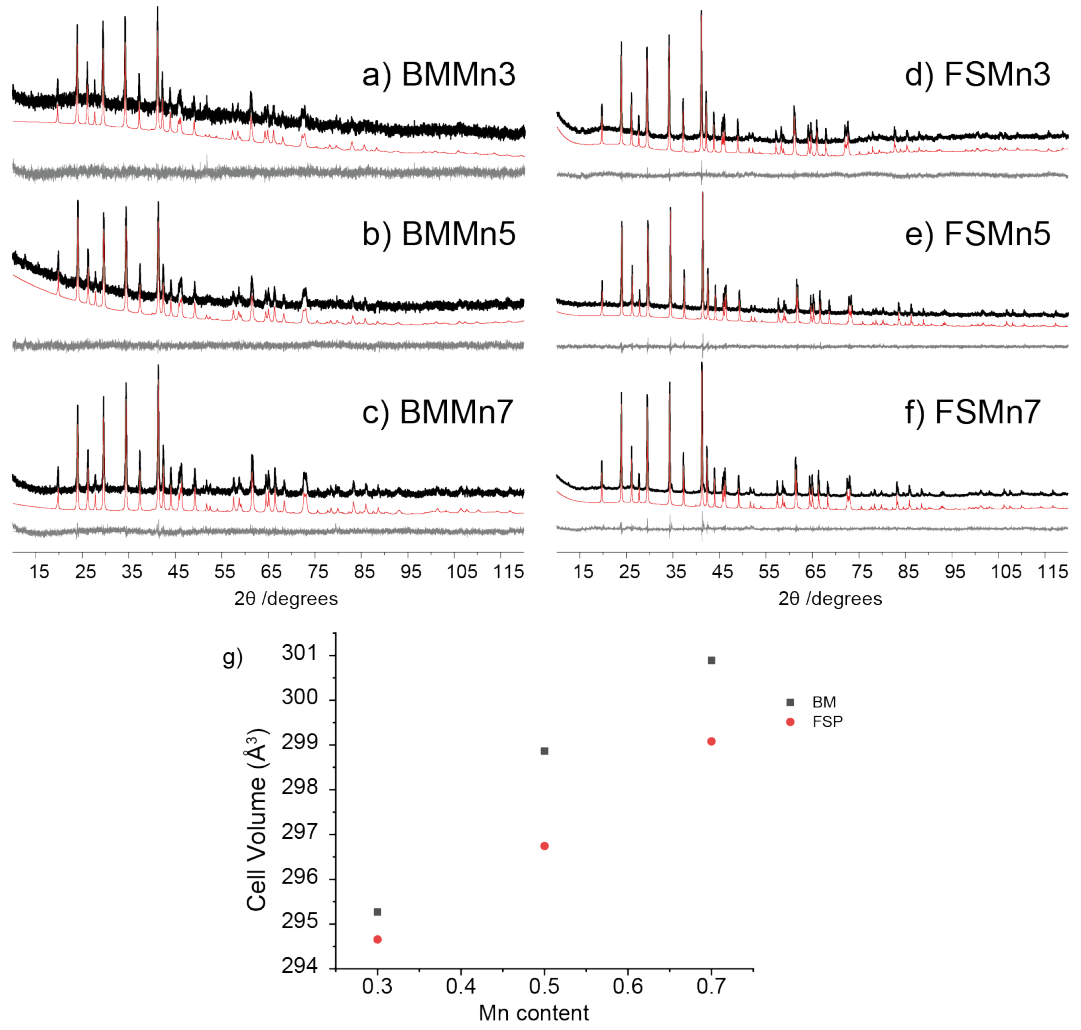 a) BMMn3
d) FSMn3
b) BMMn5
e) FSMn5
c) BMMn7
f) FSMn7
15 25 35 45 55 65 75 85 95 105 115
15 25 35 45 55 65 75 85 95 105 115
2θ /degrees
2θ /degrees
g)
301
300
299
298
297
296
295
294
Cell Volume (Å³)
BM
FSP
0.3 0.4 0.5 0.6 0.7
Mn content